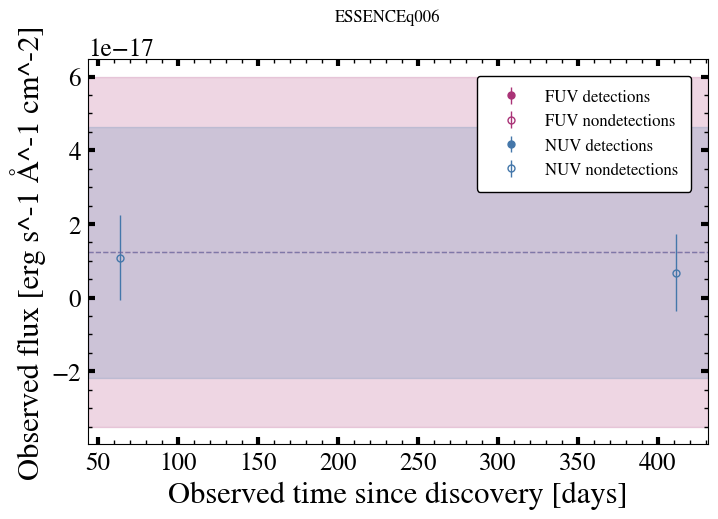 ESSENCEq006
1e−17
6
4
2
0
−2
Observed flux [erg s^-1 Å^-1 cm^-2]
FUV detections
FUV nondetections
NUV detections
NUV nondetections
50 100 150 200 250 300 350 400
Observed time since discovery [days]